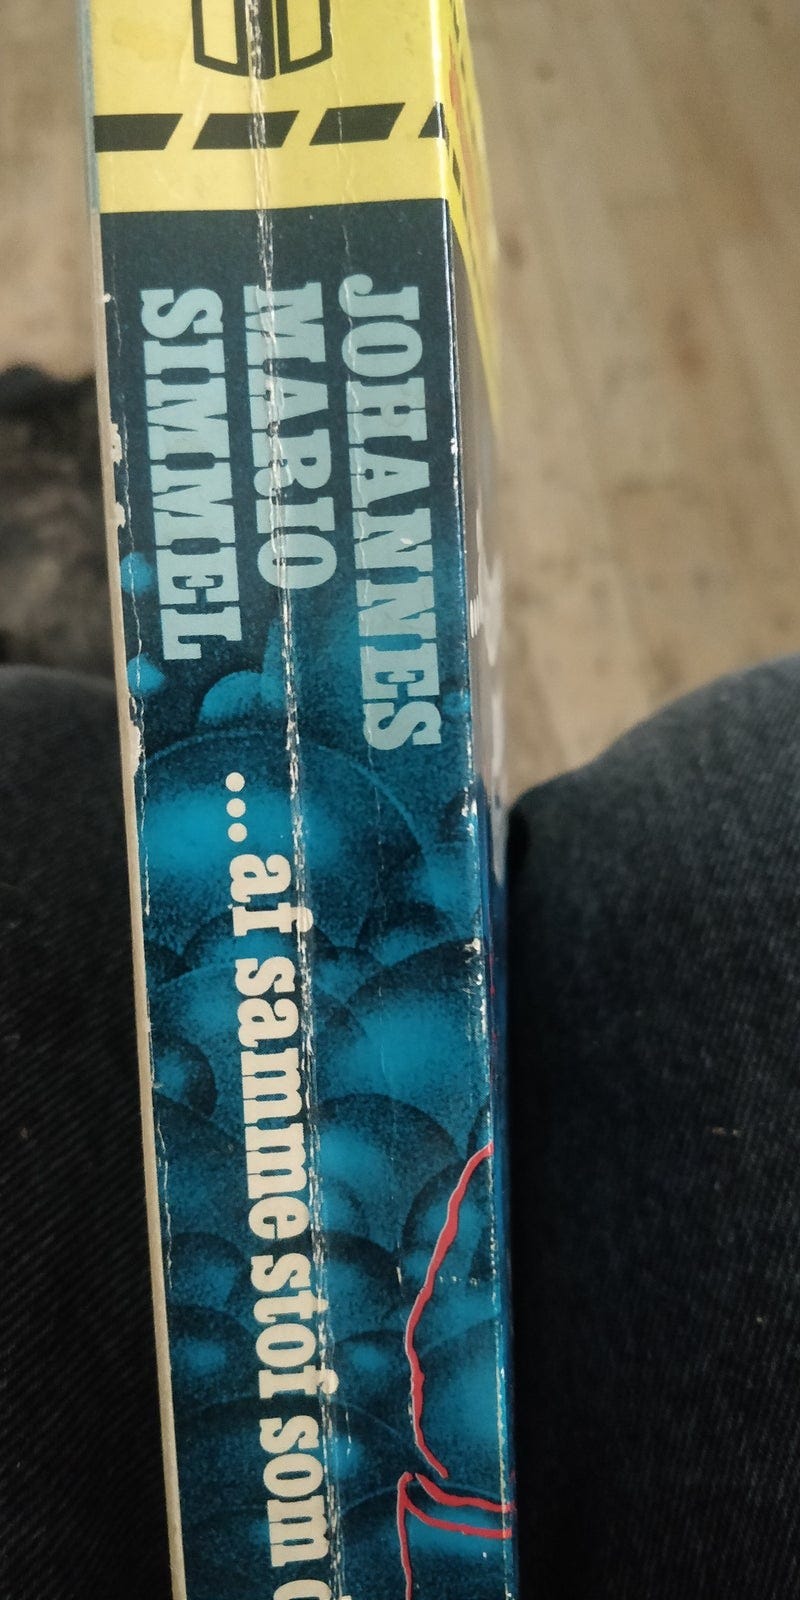 JOHANNES
MARIO
SIMMEL
...af samme stof som